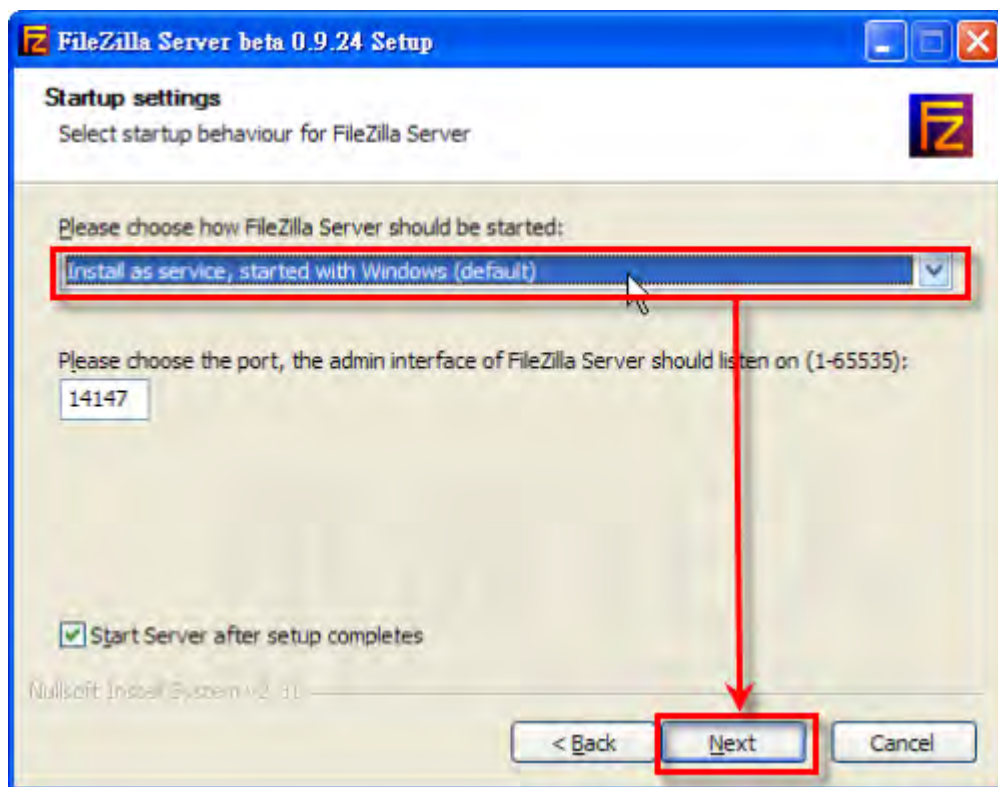 FileZilla Server beta 0.9.24 Setup
Startup settings
Select startup behaviour for FileZilla Server
FZ
Please choose how FileZilla Server should be started:
Install as service, started with Windows (default)
Please choose the port, the admin interface of FileZilla Server should listen on (1-65535):
14147
Start Server after setup completes
Nullsoft Install System
< Back
Next
Cancel